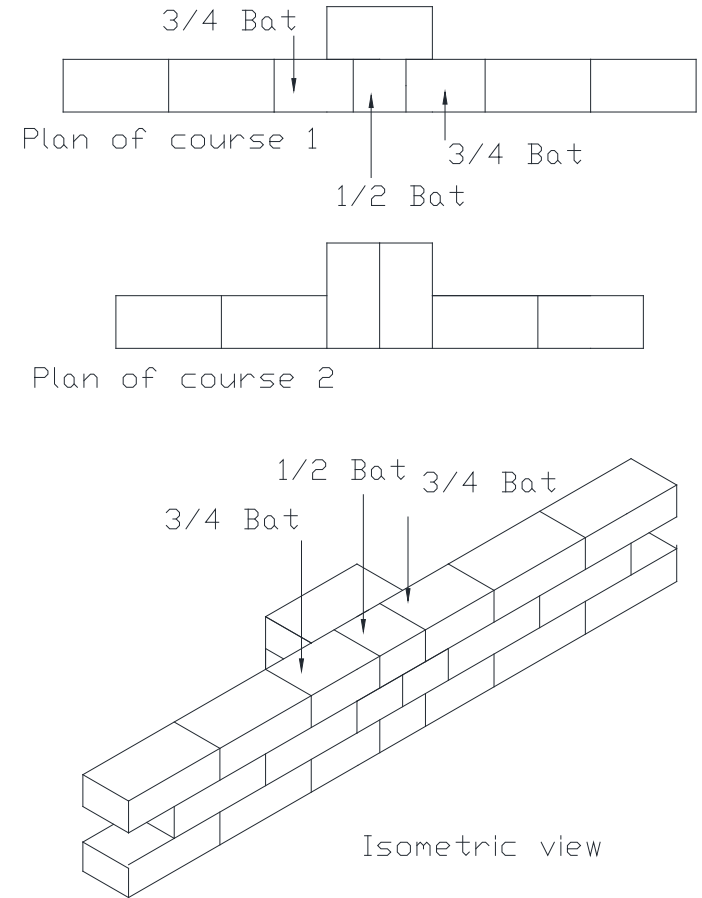 3/4 Bat
Plan of course 1
3/4 Bat
1/2 Bat
Plan of course 2
1/2 Bat
3/4 Bat
3/4 Bat
Isometric view